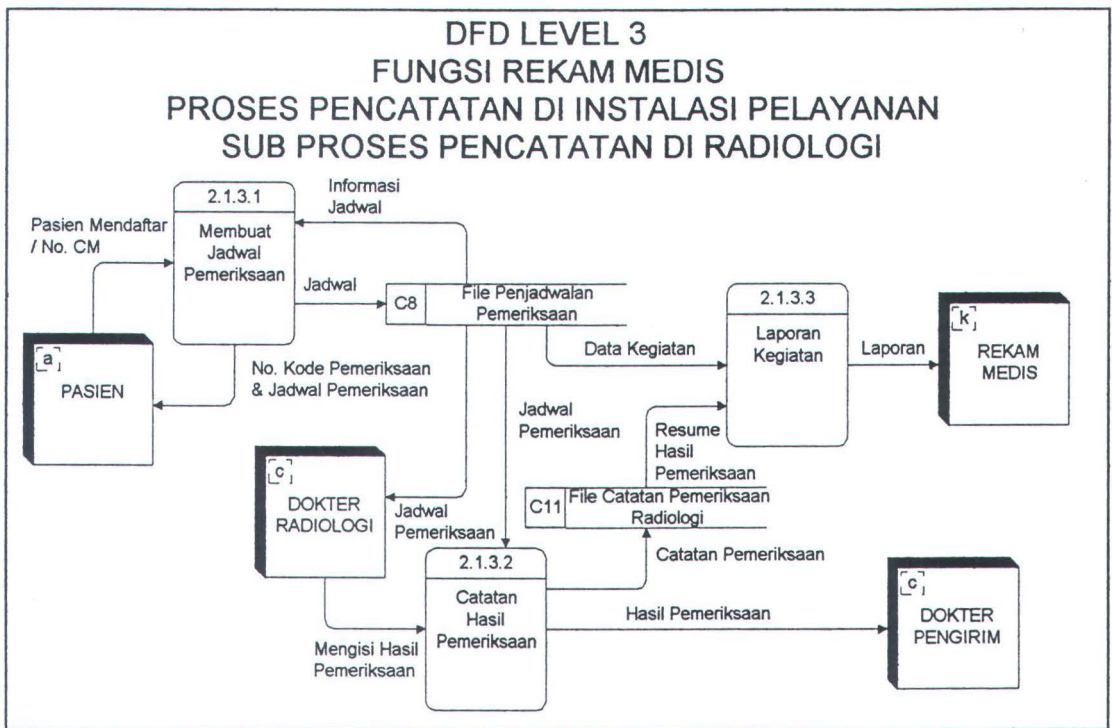 DFD LEVEL 3
FUNGSI REKAM MEDIS
PROSES PENCATATAN DI INSTALASI PELAYANAN
SUB PROSES PENCATATAN DI RADIOLOGI
Pasien Mendaftar
/ No. CM
2.1.3.1
Membuat
Jadwal
Pemeriksaan
Informasi
Jadwal
Jadwal
C8
File Penjadwalan
Pemeriksaan
2.1.3.3
Laporan
Kegiatan
Data Kegiatan
Laporan
[k]
REKAM
MEDIS
[a]
PASIEN
No. Kode Pemeriksaan
& Jadwal Pemeriksaan
Jadwal
Pemeriksaan
Resume
Hasil
Pemeriksaan
[c]
DOKTER
RADIOLOGI
Jadwal
Pemeriksaan
C11
File Catatan Pemeriksaan
Radiologi
Catatan Pemeriksaan
2.1.3.2
Catatan
Hasil
Pemeriksaan
Mengisi Hasil
Pemeriksaan
Hasil Pemeriksaan
[c]
DOKTER
PENGIRIM